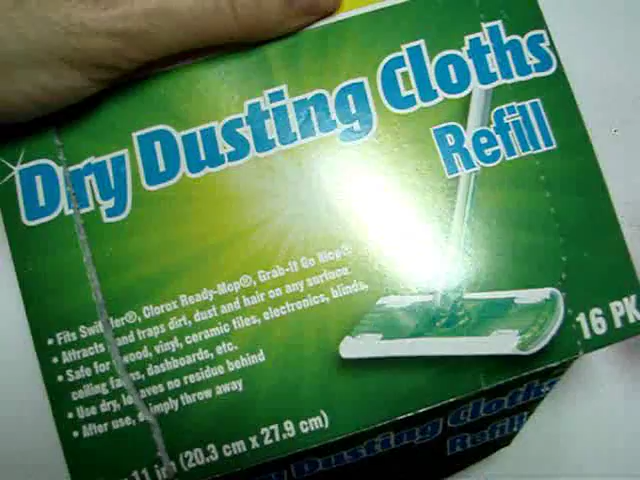 Dry Dusting Cloths
Refill
• Fits Swiffer®, Clorox Ready-Mop®, Grab-it Go Mop®
• Attracts and traps dirt, dust and hair on any surface
• Safe for wood, vinyl, ceramic tiles, electronics, blinds,
ceiling fans, dashboards, etc.
• Use dry, leaves no residue behind
• After use, simply throw away
16 PK
11 in (20.3 cm x 27.9 cm)
Dry Dusting Cloths
Refill